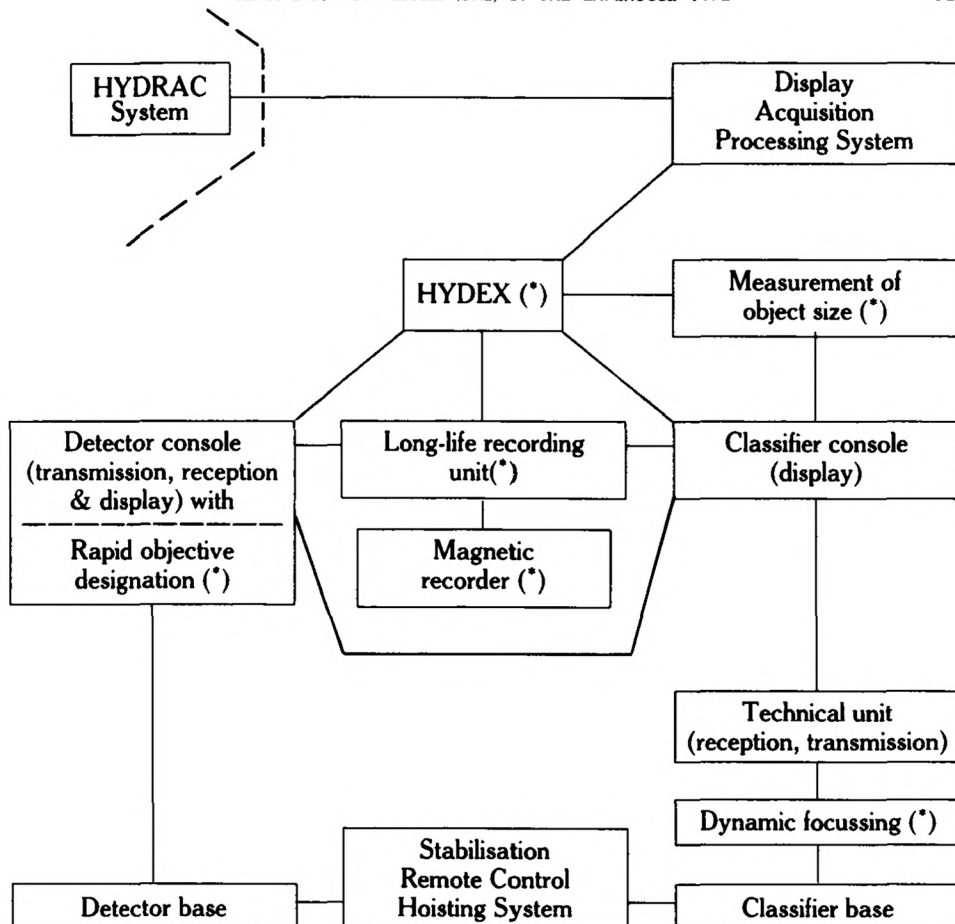 HYDRAC
System
Display
Acquisition
Processing System
HYDEX (*)
Measurement of
object size (*)
Detector console
(transmission, reception
& display) with
Rapid objective
designation (*)
Long-life recording
unit(*)
Classifier console
(display)
Magnetic
recorder (*)
Technical unit
(reception, transmission)
Dynamic focussing (*)
Stabilisation
Remote Control
Hoisting System
Detector base
Classifier base